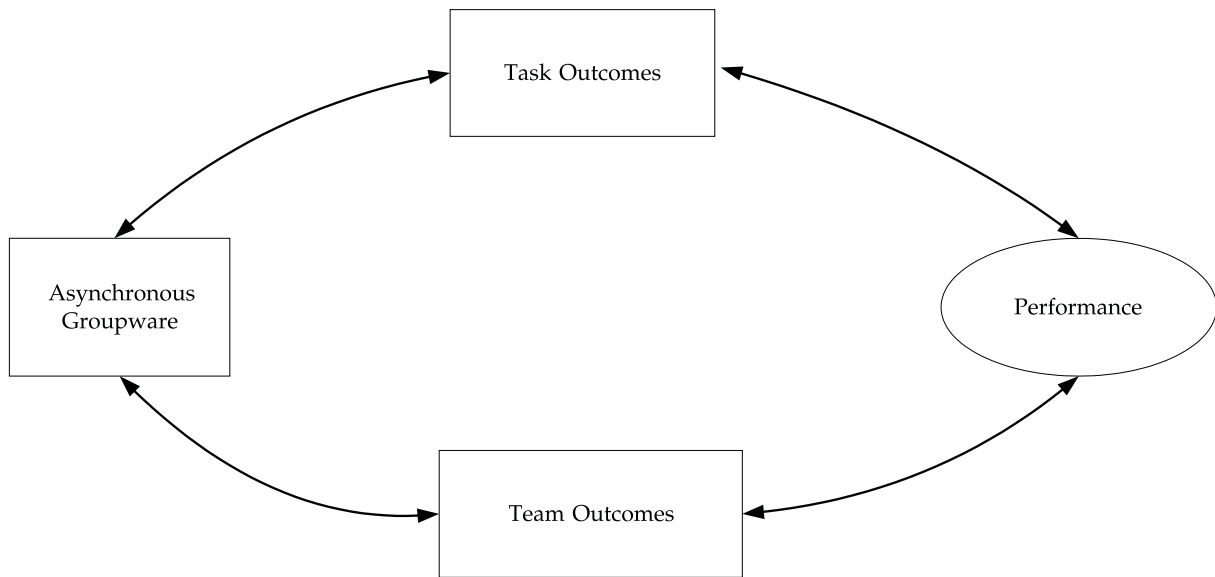 Task Outcomes
Asynchronous
Groupware
Performance
Team Outcomes